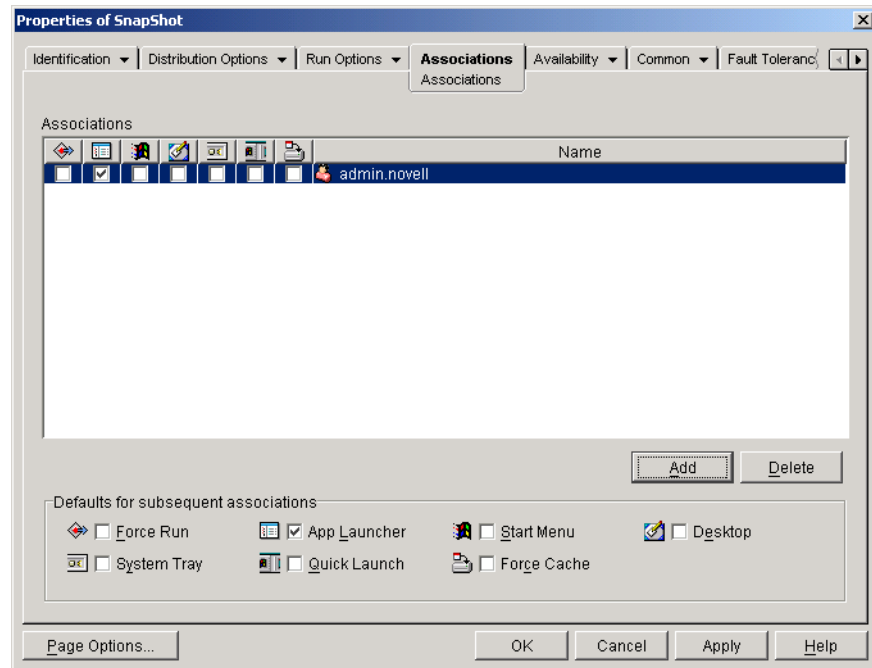 Properties of SnapShot
Identification Distribution Options Run Options Associations Availability Common Fault Toleranc
Associations
Associations
Name
admin.novell
Add Delete
Defaults for subsequent associations
Force Run App Launcher Start Menu Desktop
System Tray Quick Launch Force Cache
Page Options... OK Cancel Apply Help